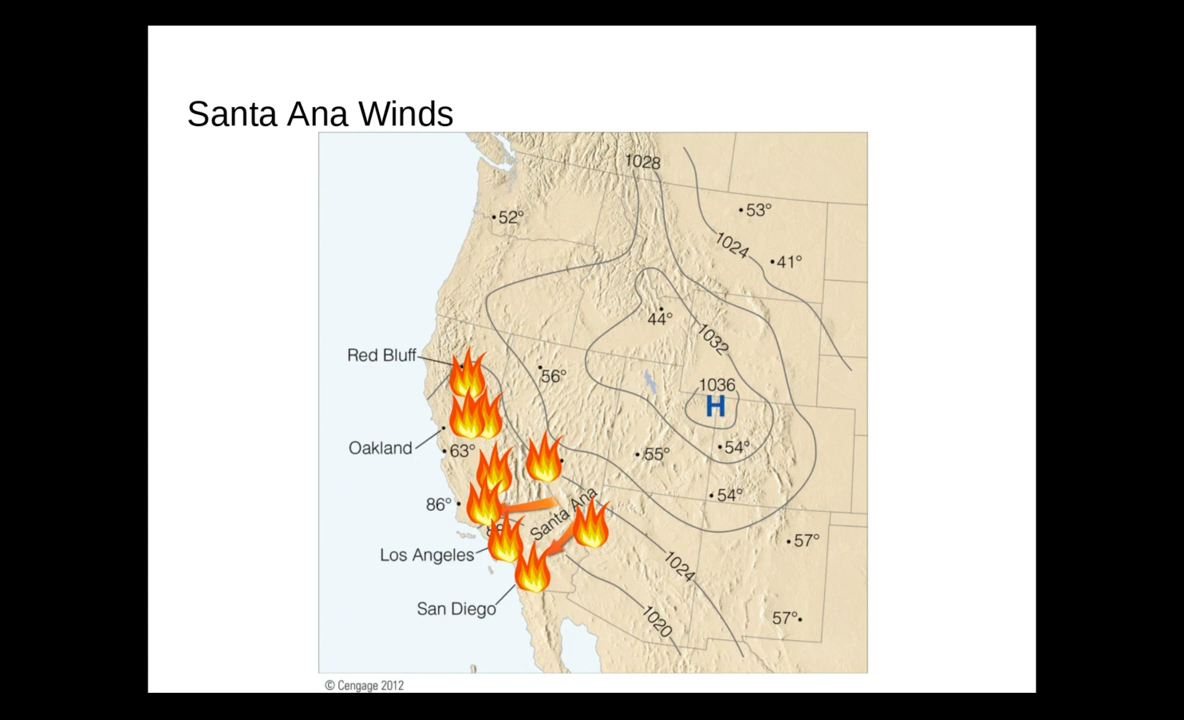 Santa Ana Winds
1028
52°
53°
1024
41°
44°
1032
Red Bluff
56°
1036
H
Oakland
63°
55°
54°
86°
54°
Santa Ana
Los Angeles
57°
1024
San Diego
1020
57°
© Cengage 2012